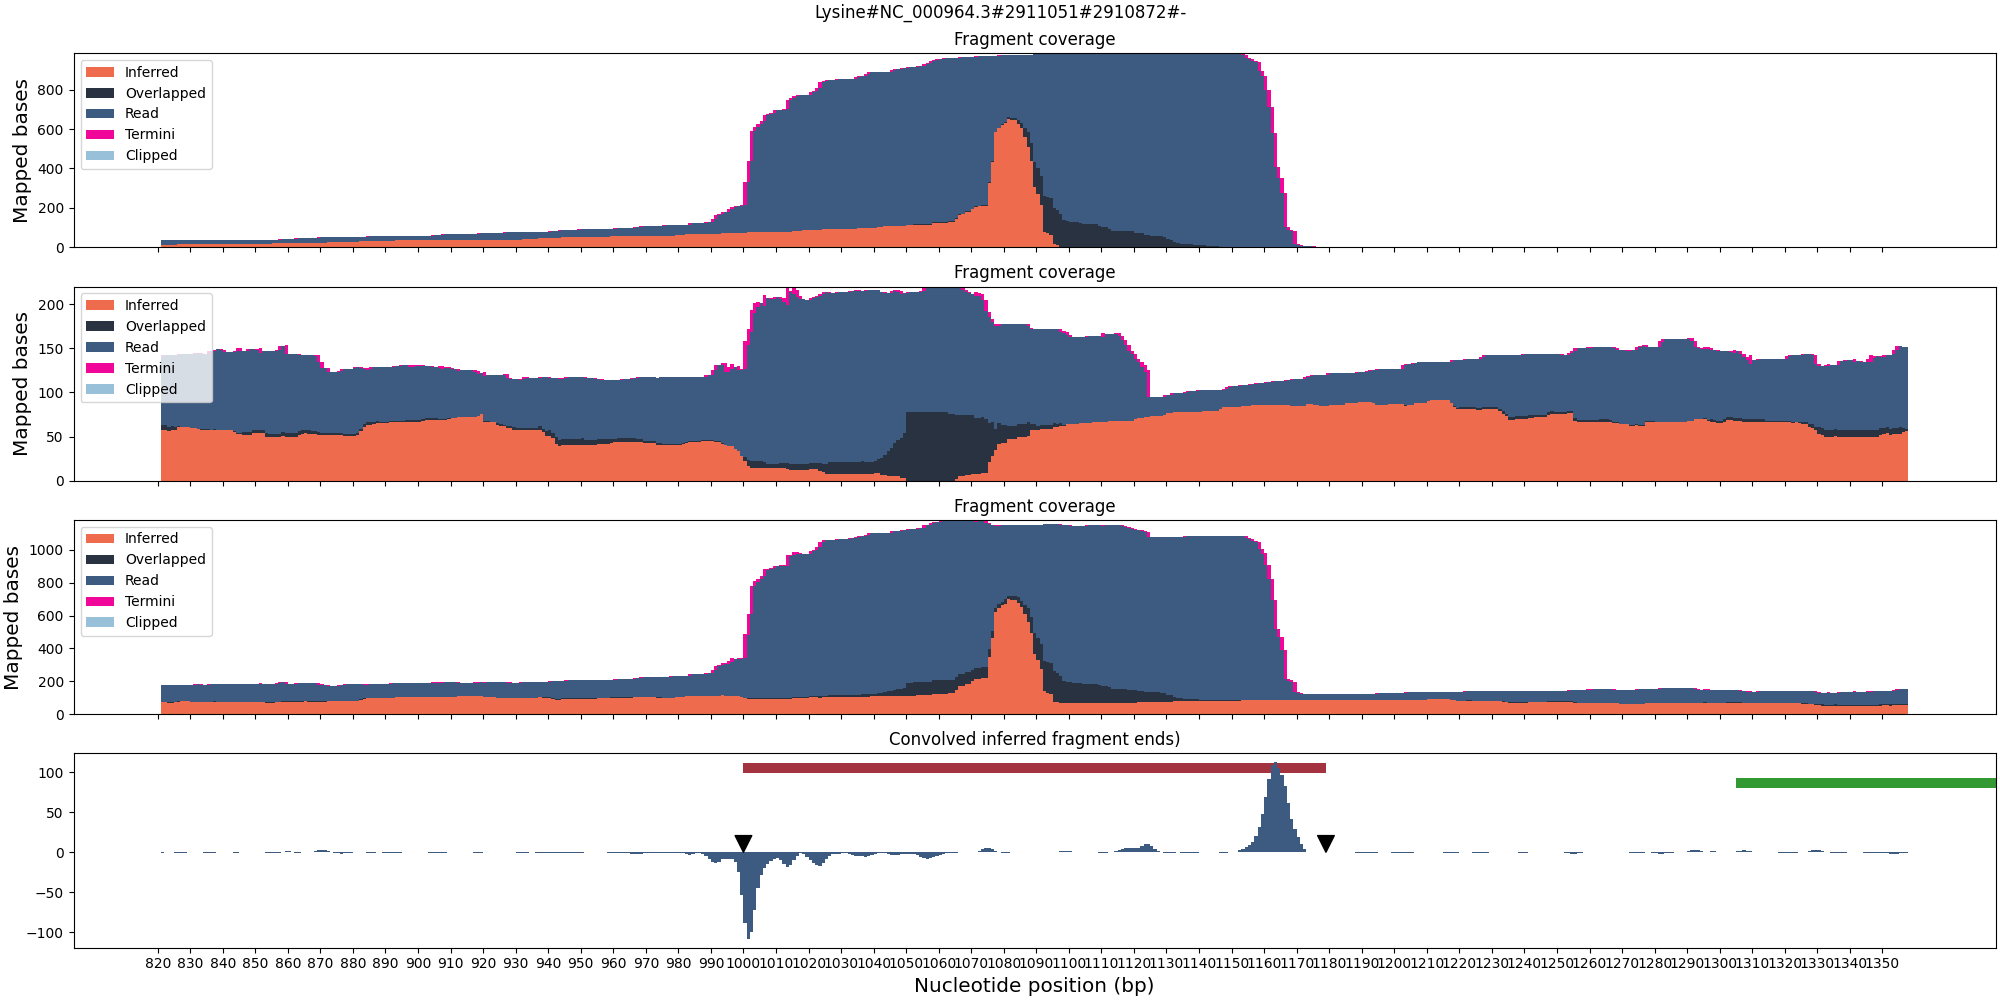 Lysine#NC_000964.3#2911051#2910872#-
Fragment coverage
Mapped bases
800
600
400
200
0
Inferred
Overlapped
Read
Termini
Clipped
Fragment coverage
Mapped bases
200
150
100
50
0
Inferred
Overlapped
Read
Termini
Clipped
Fragment coverage
Mapped bases
1000
800
600
400
200
0
Inferred
Overlapped
Read
Termini
Clipped
Convolved inferred fragment ends)
100
50
0
−50
−100
820 830 840 850 860 870 880 890 900 910 920 930 940 950 960 970 980 990 1000 1010 1020 1030 1040 1050 1060 1070 1080 1090 1100 1110 1120 1130 1140 1150 1160 1170 1180 1190 1200 1210 1220 1230 1240 1250 1260 1270 1280 1290 1300 1310 1320 1330 1340 1350
Nucleotide position (bp)